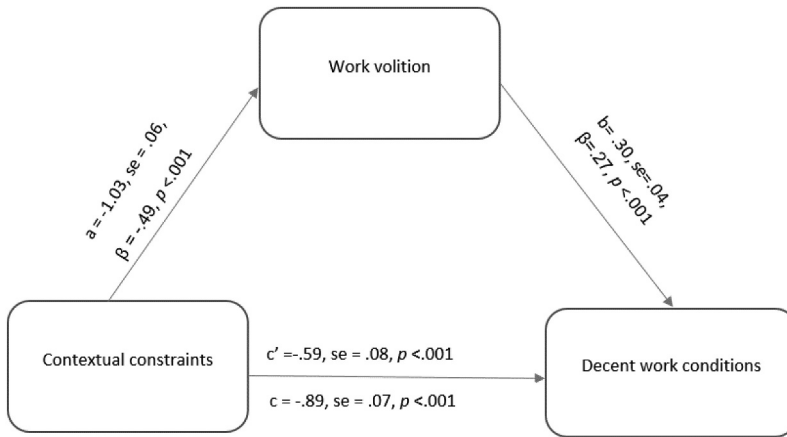 Work volition
a = -1.03, se = .06,
β = -.49, p <.001
b= .30, se=.04,
β=.27, p <.001
Contextual constraints
c’ =-.59, se = .08, p <.001
c = -.89, se = .07, p <.001
Decent work conditions